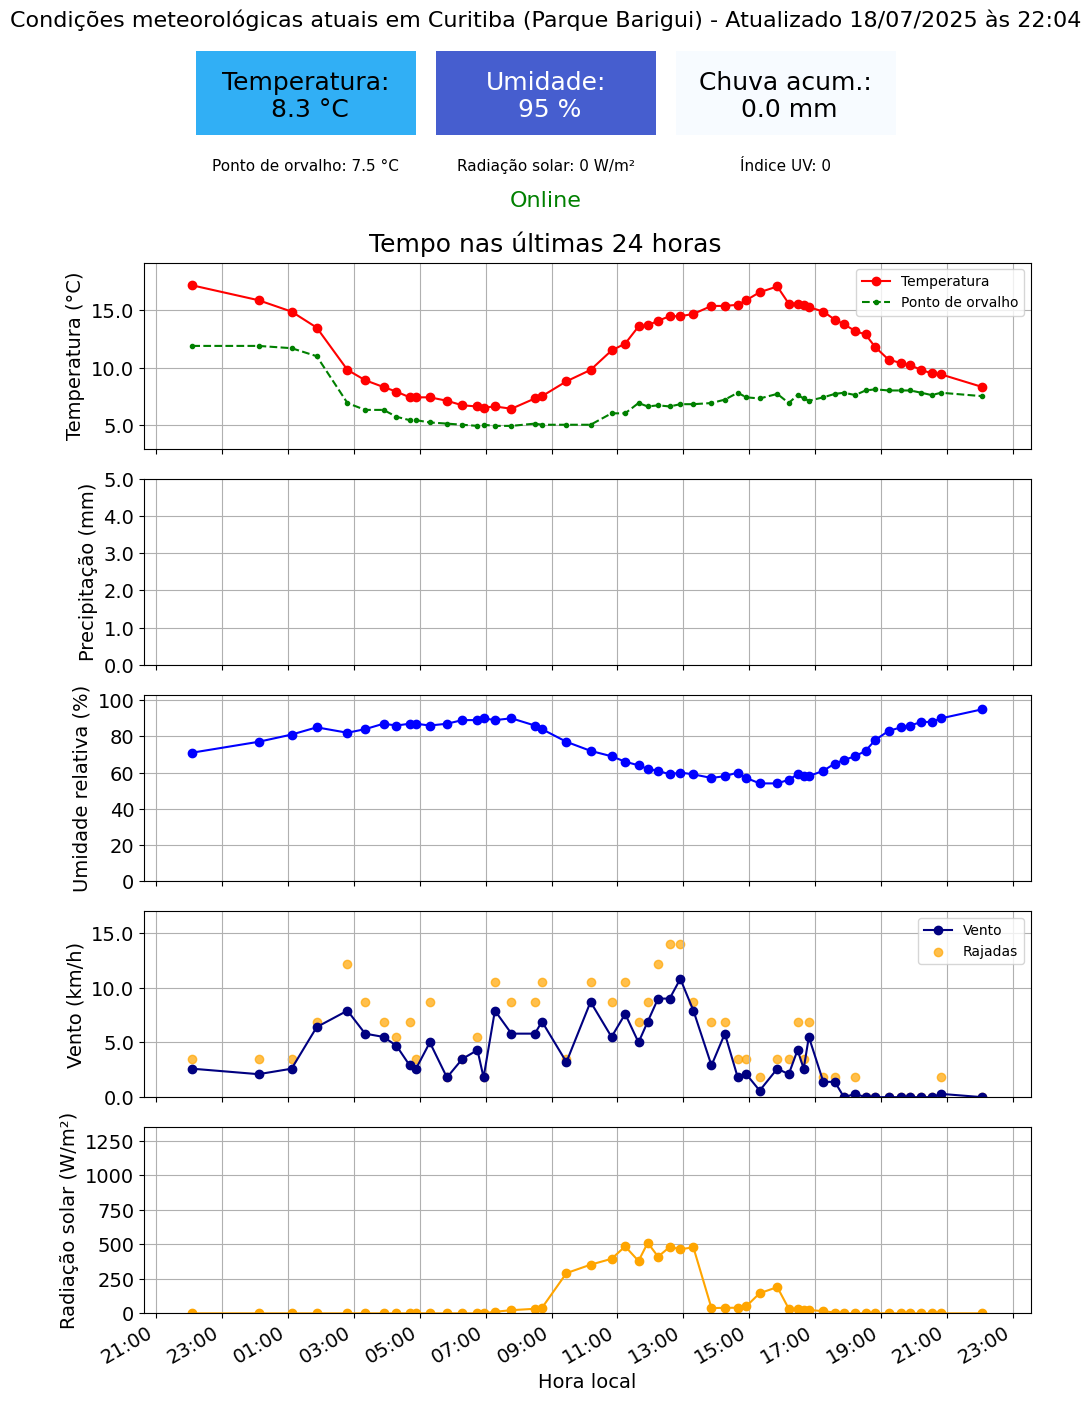 Condições meteorológicas atuais em Curitiba (Parque Barigui) - Atualizado 18/07/2025 às 22:04
Temperatura:
8.3 °C
Umidade:
95 %
Chuva acum.:
0.0 mm
Ponto de orvalho: 7.5 °C
Radiação solar: 0 W/m²
Índice UV: 0
Online
Tempo nas últimas 24 horas
Temperatura (°C)
15.0
10.0
5.0
Temperatura
Ponto de orvalho
Precipitação (mm)
5.0
4.0
3.0
2.0
1.0
0.0
Umidade relativa (%)
100
80
60
40
20
0
Vento (km/h)
15.0
10.0
5.0
0.0
Vento
Rajadas
Radiação solar (W/m²)
1250
1000
750
500
250
0
21:00
23:00
01:00
03:00
05:00
07:00
09:00
11:00
13:00
15:00
17:00
19:00
21:00
23:00
Hora local